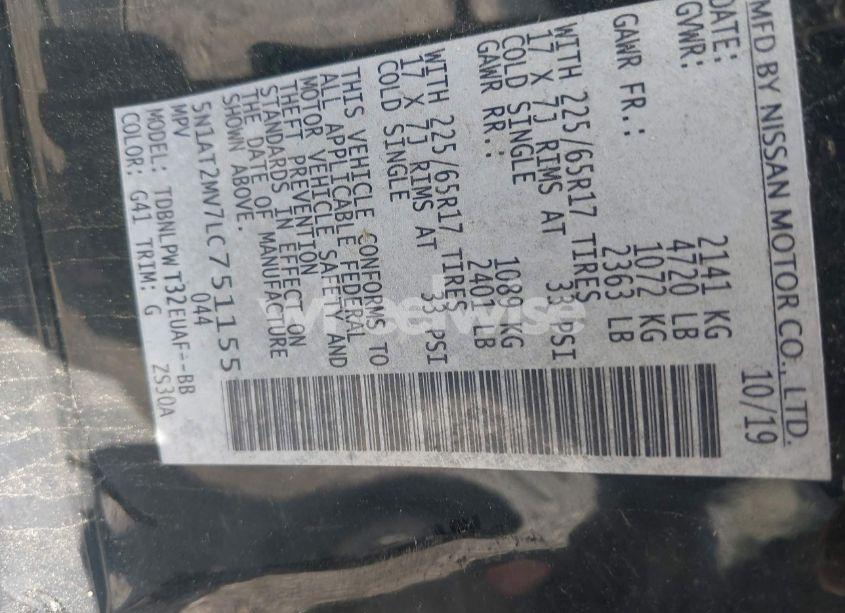 MFD BY NISSAN MOTOR CO., LTD.
DATE: 10/19
GVWR: 2141 KG
4720 LB
GAWR FR.: 1072 KG
2363 LB
WITH 225/65R17 TIRES
17 X 7J RIMS AT 33 PSI
COLD SINGLE
GAWR RR.: 1089 KG
2401 LB
WITH 225/65R17 TIRES
17 X 7J RIMS AT 33 PSI
COLD SINGLE
THIS VEHICLE CONFORMS TO
ALL APPLICABLE FEDERAL
MOTOR VEHICLE SAFETY AND
THEFT PREVENTION
STANDARDS IN EFFECT ON
THE DATE OF MANUFACTURE
SHOWN ABOVE.
5N1AT2MV7LC751155
MPV 044
MODEL: TDBNLPW T32EUAF--BB
COLOR: G41 TRIM: G ZS30A
wheelwise